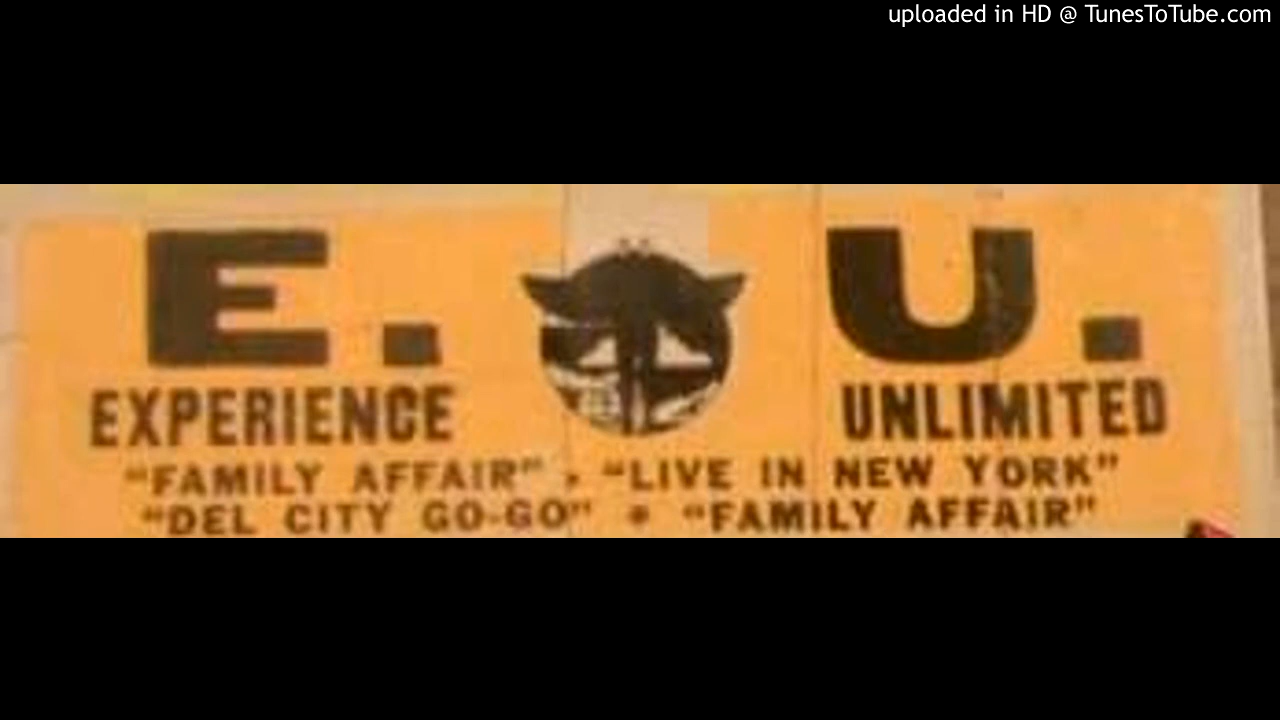 uploaded in HD @ TunesToTube.com
E. U.
EXPERIENCE UNLIMITED
"FAMILY AFFAIR" • "LIVE IN NEW YORK"
"DEL CITY GO-GO" • "FAMILY AFFAIR"